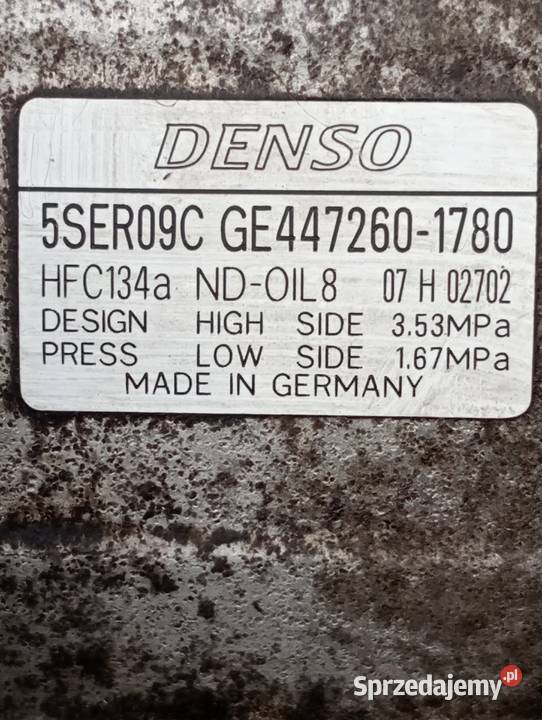 DENSO
5SER09C GE447260-1780
HFC134a ND-OIL8 07 H 02702
DESIGN HIGH SIDE 3.53MPa
PRESS LOW SIDE 1.67MPa
MADE IN GERMANY
Sprzedajemy.pl